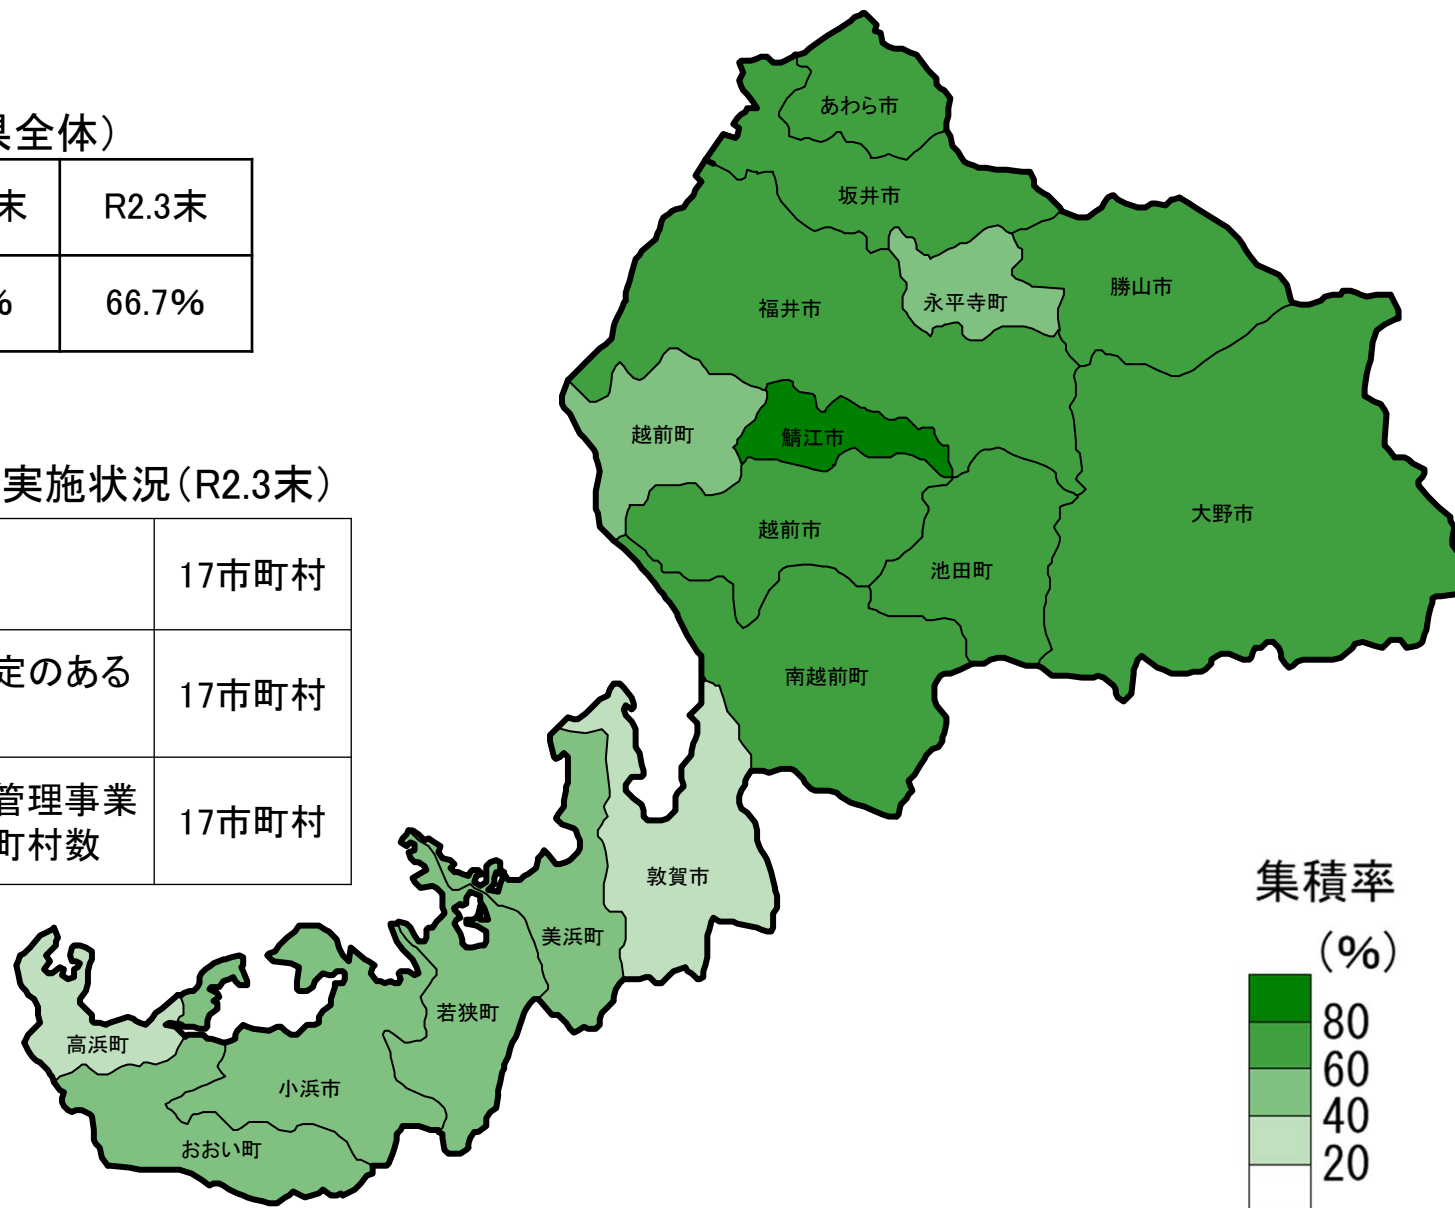 県全体）
末
R2.3末
%
66.7%
実施状況（R2.3末）
17市町村
定のある
17市町村
管理事業
町村数
17市町村
あわら市
坂井市
勝山市
永平寺町
福井市
越前町
鯖江市
大野市
越前市
池田町
南越前町
敦賀市
美浜町
若狭町
高浜町
小浜市
おおい町
集積率
（%）
80
60
40
20